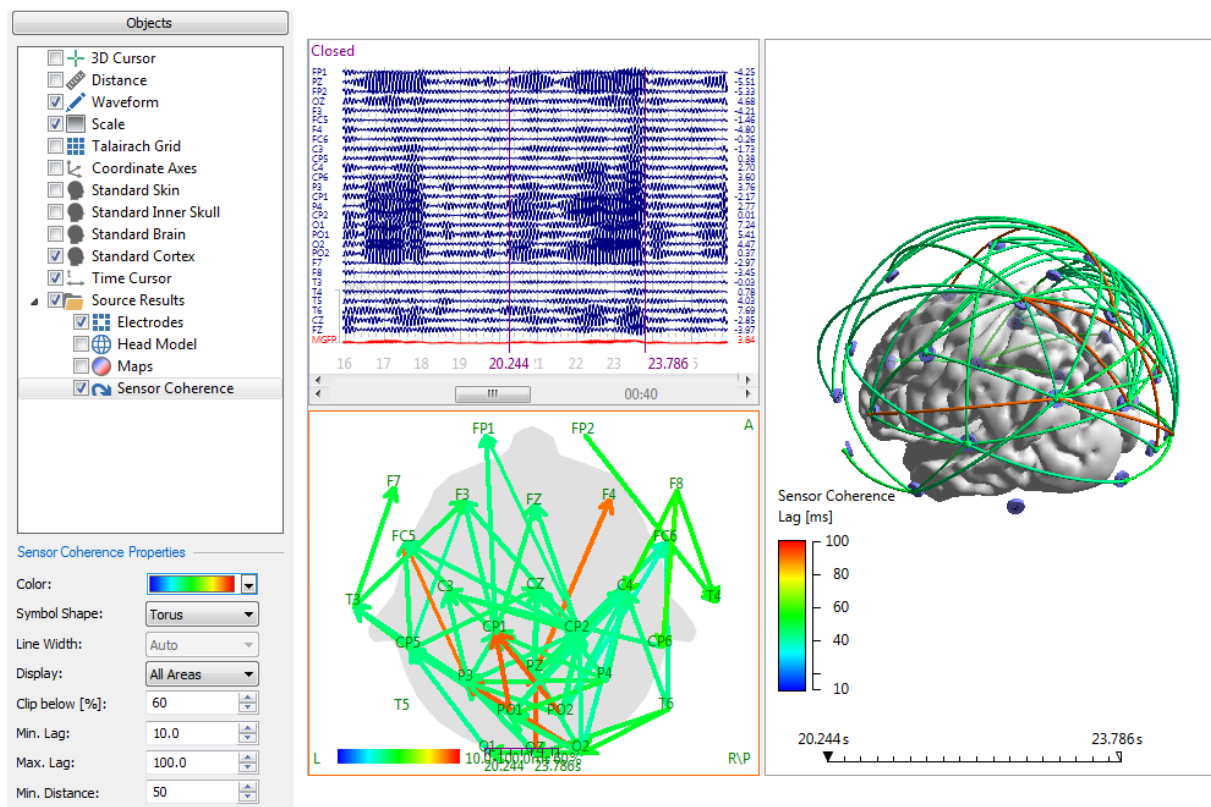 Objects
3D Cursor
Distance
Waveform
Scale
Talairach Grid
Coordinate Axes
Standard Skin
Standard Inner Skull
Standard Brain
Standard Cortex
Time Cursor
Source Results
Electrodes
Head Model
Maps
Sensor Coherence
Sensor Coherence Properties
Color:
Symbol Shape: Torus
Line Width: Auto
Display: All Areas
Clip below [%]: 60
Min. Lag: 10.0
Max. Lag: 100.0
Min. Distance: 50
Closed
FP1 -4.25
PZ -5.51
FP2 -5.33
OZ 4.68
F3 -4.21
FC5 -1.46
F4 -4.80
FC6 -0.26
C3 -1.73
CP5 0.38
C4 2.70
CP6 3.60
P3 3.76
CP1 -2.17
P4 2.77
CP2 0.01
O1 7.24
PO1 5.41
O2 4.47
PO2 0.37
F7 -2.97
F8 -3.45
T3 -0.03
T4 0.78
T5 4.03
T6 7.69
CZ -2.85
FZ -3.97
MGFP 3.84
16 17 18 19 20.244 22 23 23.786
00:40
FP1 FP2 A
F7 F3 FZ F4 F8
FC5 FC6
T3 C3 CZ C4 T4
CP5 CP1 CP2 CP6
P3 PZ P4
T5 PO1 PO2 T6
O1 OZ O2
L R\P
20.244 23.786s
Sensor Coherence
Lag [ms]
100
80
60
40
10
20.244s 23.786s